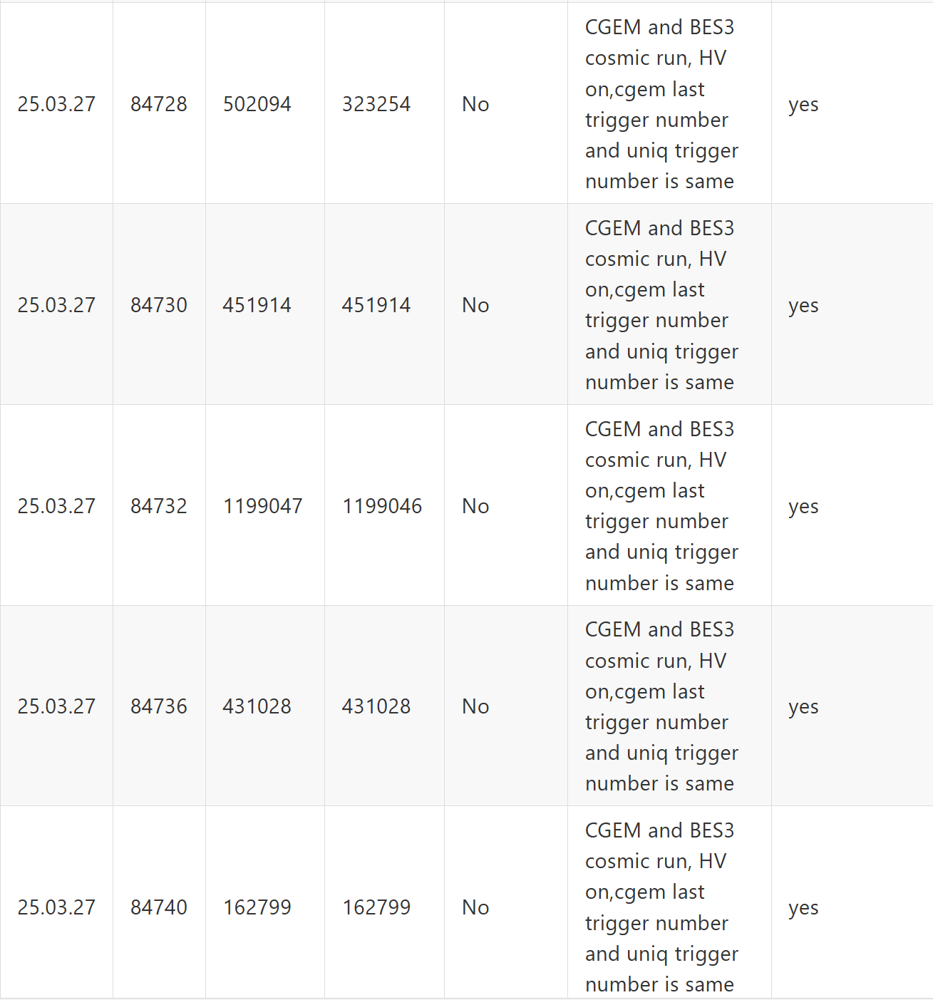 25.03.27 84728 502094 323254 No CGEM and BES3
cosmic run, HV
on,cgem last
trigger number
and uniq trigger
number is same yes
25.03.27 84730 451914 451914 No CGEM and BES3
cosmic run, HV
on,cgem last
trigger number
and uniq trigger
number is same yes
25.03.27 84732 1199047 1199046 No CGEM and BES3
cosmic run, HV
on,cgem last
trigger number
and uniq trigger
number is same yes
25.03.27 84736 431028 431028 No CGEM and BES3
cosmic run, HV
on,cgem last
trigger number
and uniq trigger
number is same yes
25.03.27 84740 162799 162799 No CGEM and BES3
cosmic run, HV
on,cgem last
trigger number
and uniq trigger
number is same yes